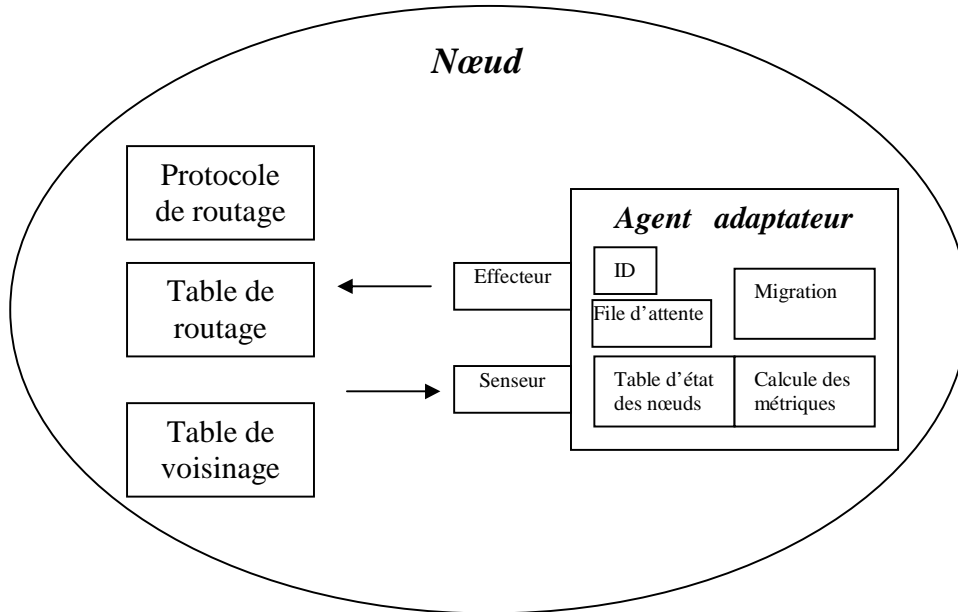 Nœud
Protocole
de routage
Table de
routage
Table de
voisinage
Effecteur
Senseur
Agent adaptateur
ID
File d'attente
Migration
Table d'état
des nœuds
Calcule des
métriques